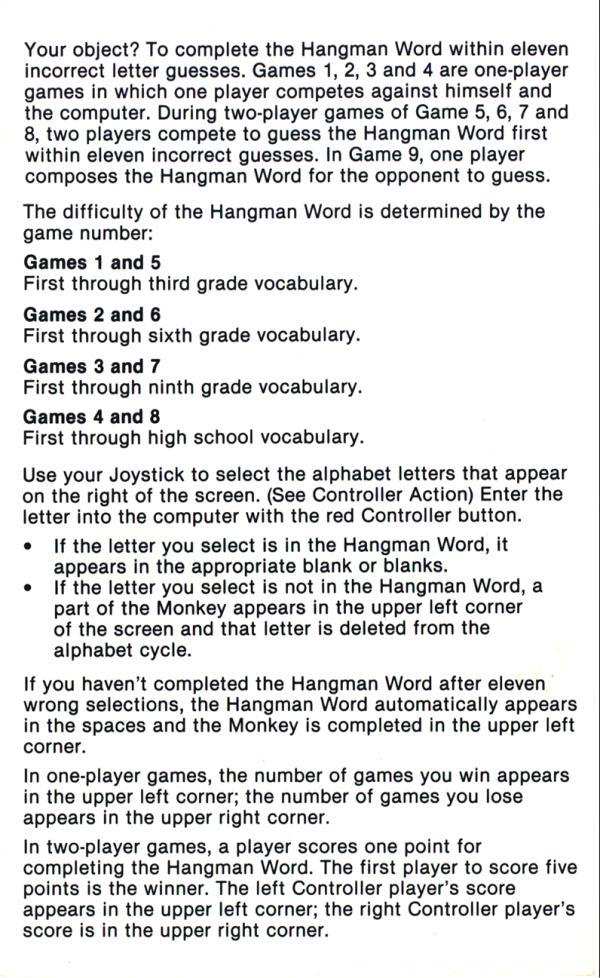 Your object? To complete the Hangman Word within eleven
incorrect letter guesses. Games 1, 2, 3 and 4 are one-player
games in which one player competes against himself and
the computer. During two-player games of Game 5, 6, 7 and
8, two players compete to guess the Hangman Word first
within eleven incorrect guesses. In Game 9, one player
composes the Hangman Word for the opponent to guess.
The difficulty of the Hangman Word is determined by the
game number:
Games 1 and 5
First through third grade vocabulary.
Games 2 and 6
First through sixth grade vocabulary.
Games 3 and 7
First through ninth grade vocabulary.
Games 4 and 8
First through high school vocabulary.
Use your Joystick to select the alphabet letters that appear
on the right of the screen. (See Controller Action) Enter the
letter into the computer with the red Controller button.
• If the letter you select is in the Hangman Word, it
appears in the appropriate blank or blanks.
• If the letter you select is not in the Hangman Word, a
part of the Monkey appears in the upper left corner
of the screen and that letter is deleted from the
alphabet cycle.
If you haven't completed the Hangman Word after eleven
wrong selections, the Hangman Word automatically appears
in the spaces and the Monkey is completed in the upper left
corner.
In one-player games, the number of games you win appears
in the upper left corner; the number of games you lose
appears in the upper right corner.
In two-player games, a player scores one point for
completing the Hangman Word. The first player to score five
points is the winner. The left Controller player's score
appears in the upper left corner; the right Controller player's
score is in the upper right corner.